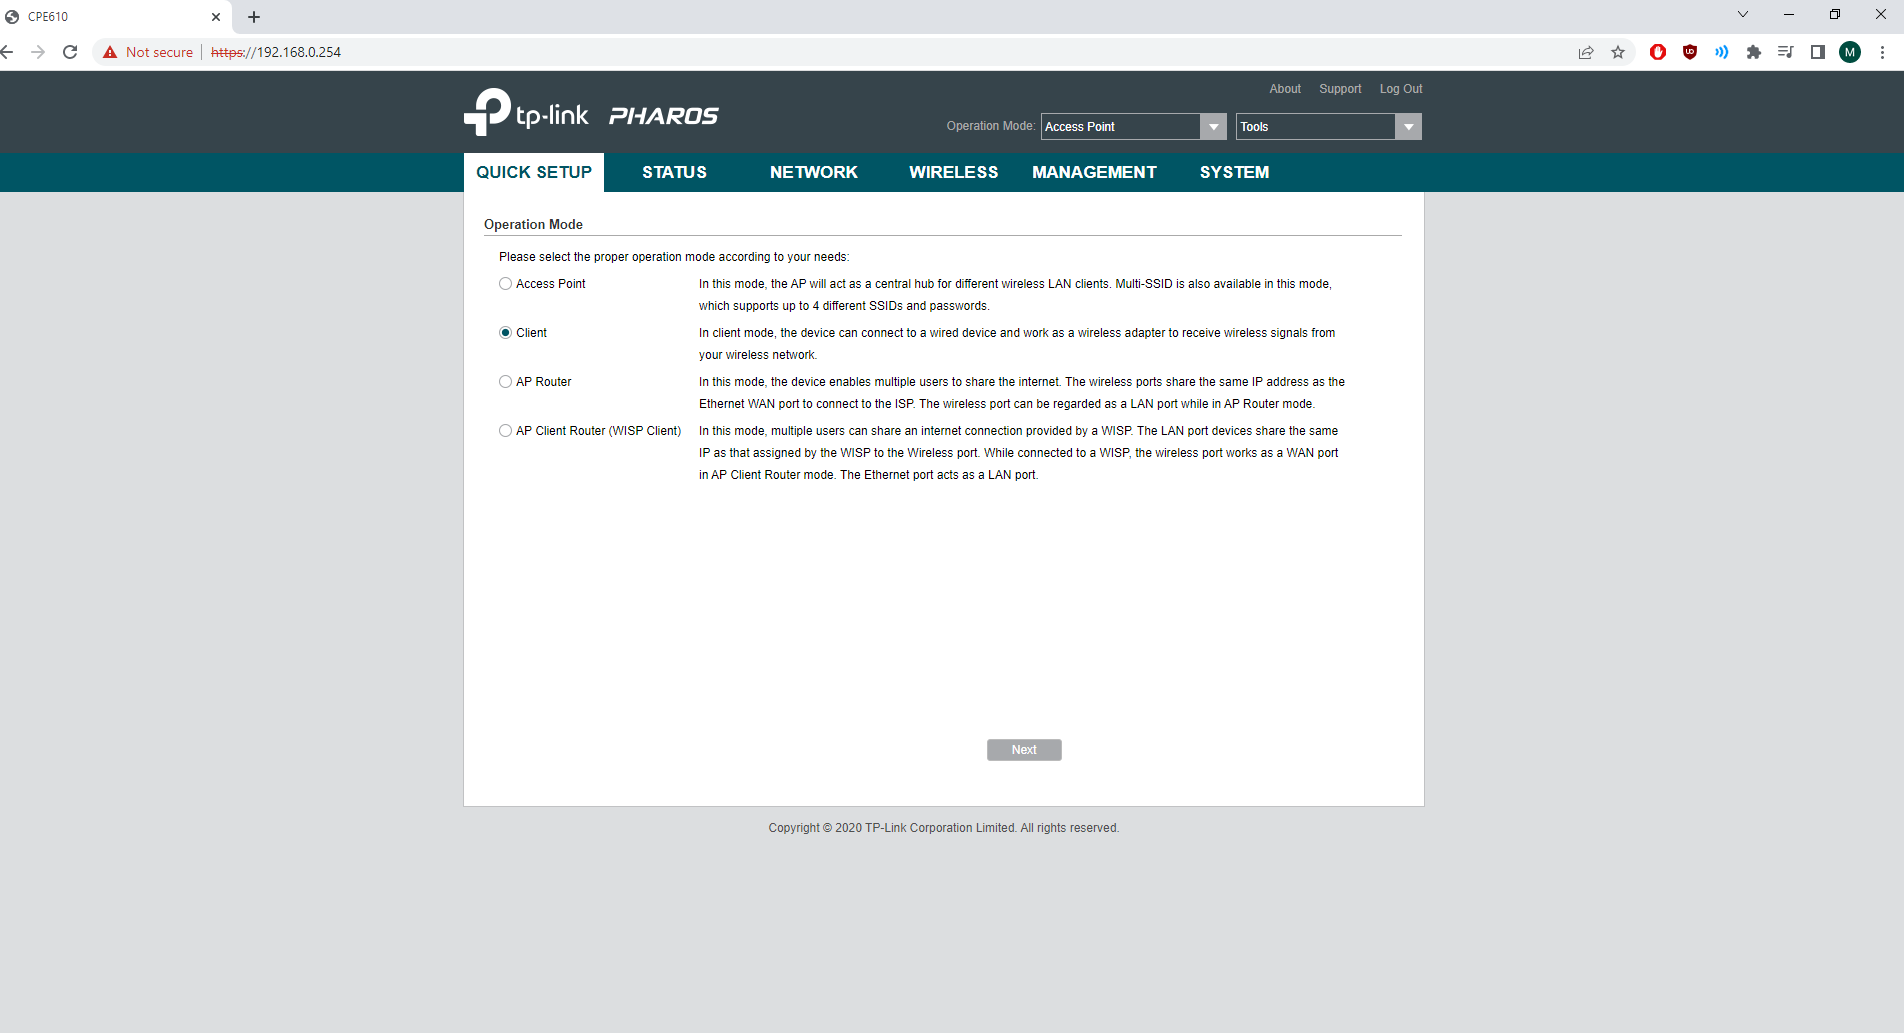 CPE610
Not secure
https://192.168.0.254
M
About Support Log Out
tp-link PHAROS
Operation Mode: Access Point Tools
QUICK SETUP STATUS NETWORK WIRELESS MANAGEMENT SYSTEM
Operation Mode
Please select the proper operation mode according to your needs:
Access Point In this mode, the AP will act as a central hub for different wireless LAN clients. Multi-SSID is also available in this mode,
which supports up to 4 different SSIDs and passwords.
Client In client mode, the device can connect to a wired device and work as a wireless adapter to receive wireless signals from
your wireless network.
AP Router In this mode, the device enables multiple users to share the internet. The wireless ports share the same IP address as the
Ethernet WAN port to connect to the ISP. The wireless port can be regarded as a LAN port while in AP Router mode.
AP Client Router (WISP Client) In this mode, multiple users can share an internet connection provided by a WISP. The LAN port devices share the same
IP as that assigned by the WISP to the Wireless port. While connected to a WISP, the wireless port works as a WAN port
in AP Client Router mode. The Ethernet port acts as a LAN port.
Next
Copyright © 2020 TP-Link Corporation Limited. All rights reserved.